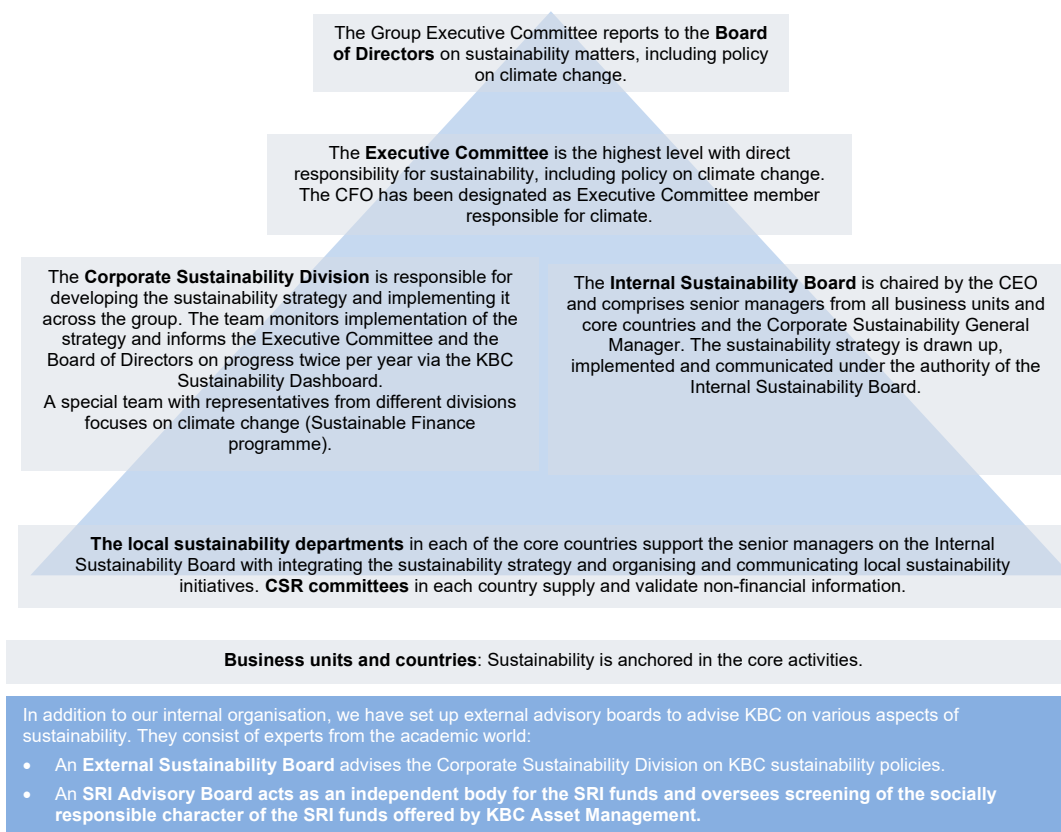 The Group Executive Committee reports to the Board
of Directors on sustainability matters, including policy
on climate change.
The Executive Committee is the highest level with direct
responsibility for sustainability, including policy on climate change.
The CFO has been designated as Executive Committee member
responsible for climate.
The Corporate Sustainability Division is responsible for
developing the sustainability strategy and implementing it
across the group. The team monitors implementation of the
strategy and informs the Executive Committee and the
Board of Directors on progress twice per year via the KBC
Sustainability Dashboard.
A special team with representatives from different divisions
focuses on climate change (Sustainable Finance
programme).
The Internal Sustainability Board is chaired by the CEO
and comprises senior managers from all business units and
core countries and the Corporate Sustainability General
Manager. The sustainability strategy is drawn up,
implemented and communicated under the authority of the
Internal Sustainability Board.
The local sustainability departments in each of the core countries support the senior managers on the Internal
Sustainability Board with integrating the sustainability strategy and organising and communicating local sustainability
initiatives. CSR committees in each country supply and validate non-financial information.
Business units and countries: Sustainability is anchored in the core activities.
In addition to our internal organisation, we have set up external advisory boards to advise KBC on various aspects of
sustainability. They consist of experts from the academic world:
• An External Sustainability Board advises the Corporate Sustainability Division on KBC sustainability policies.
• An SRI Advisory Board acts as an independent body for the SRI funds and oversees screening of the socially
responsible character of the SRI funds offered by KBC Asset Management.